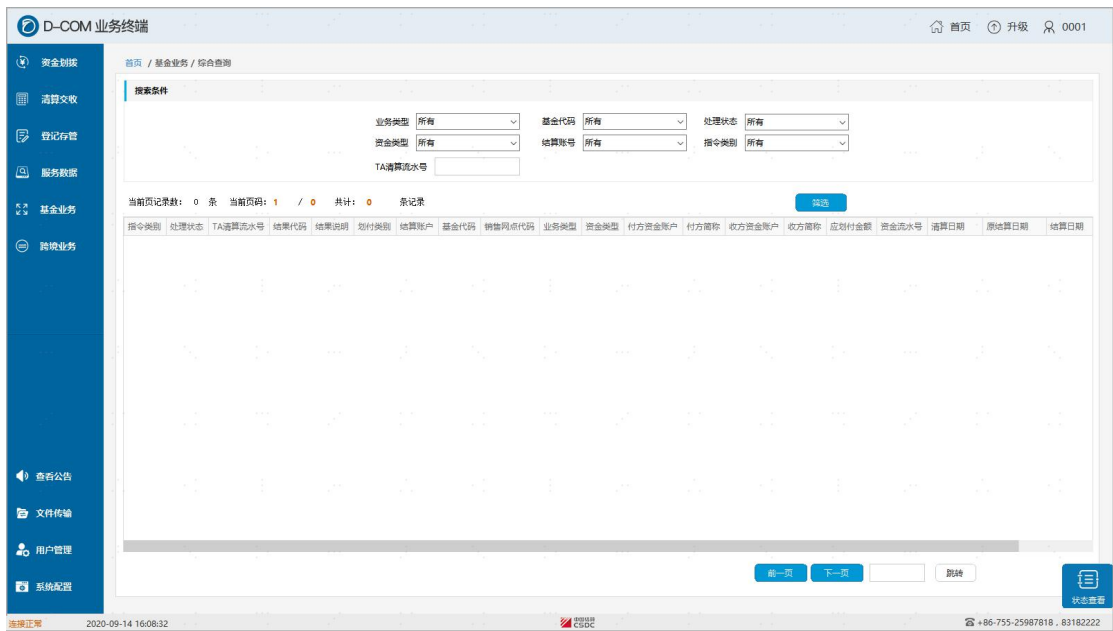 D-COM 业务终端
首页 升级 0001
资金划拨
清算交收
登记存管
服务数据
基金业务
跨境业务
查看公告
文件传输
用户管理
系统配置
首页 / 基金业务 / 综合查询
搜索条件
业务类型 所有 基金代码 所有 处理状态 所有
资金类型 所有 结算账号 所有 指令类别 所有
TA清算流水号
当前页记录数: 0 条 当前页码: 1 / 0 共计: 0 条记录 筛选
指令类别 处理状态 TA清算流水号 结果代码 结果说明 划付类别 结算账户 基金代码 销售网点代码 业务类型 资金类型 付方资金账户 付方简称 收方资金账户 收方简称 应划付金额 资金流水号 清算日期 原结算日期 结算日期
前一页 下一页 跳转
状态查看
连接正常 2020-09-14 16:08:32 中国结算 CSDC +86-755-25987818 , 83182222